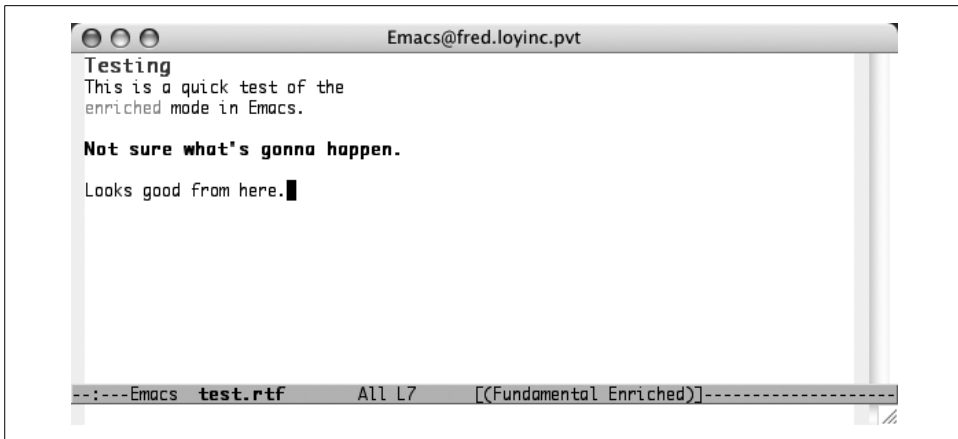 Emacs@fred.loyinc.pvt
Testing
This is a quick test of the
enriched mode in Emacs.
Not sure what's gonna happen.
Looks good from here.
--:---Emacs test.rtf All L7 [(Fundamental Enriched)]--------------------